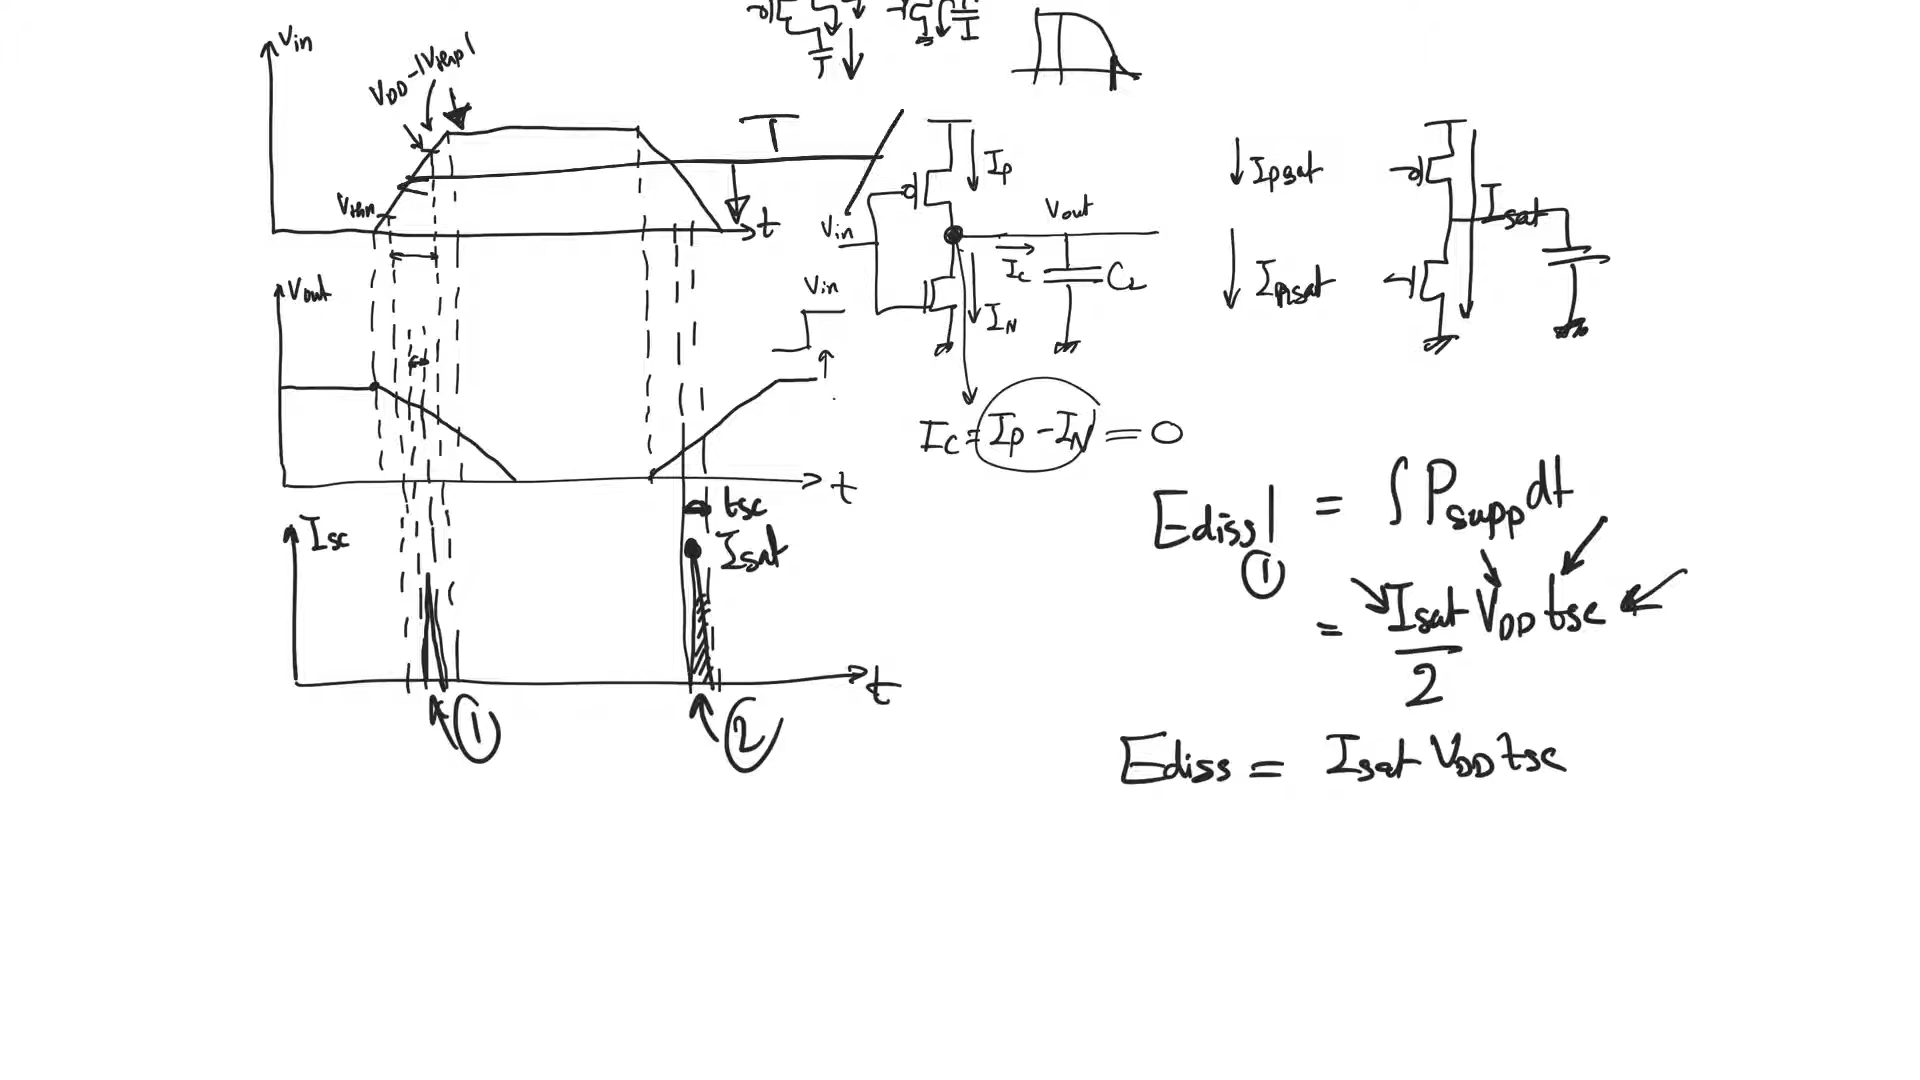 Vin
VDD-|Vthp|
Vthn
t
Vout
t
Isc
t
①
②
tsc
Isat
Vin
Vin
Ip
Vout
Ic
CL
IN
Ic = Ip - IN = 0
Ipsat
Insat
Isat
Ediss|① = ∫ Psupp dt
= Isat/2 VDD tsc
Ediss = Isat VDD tsc